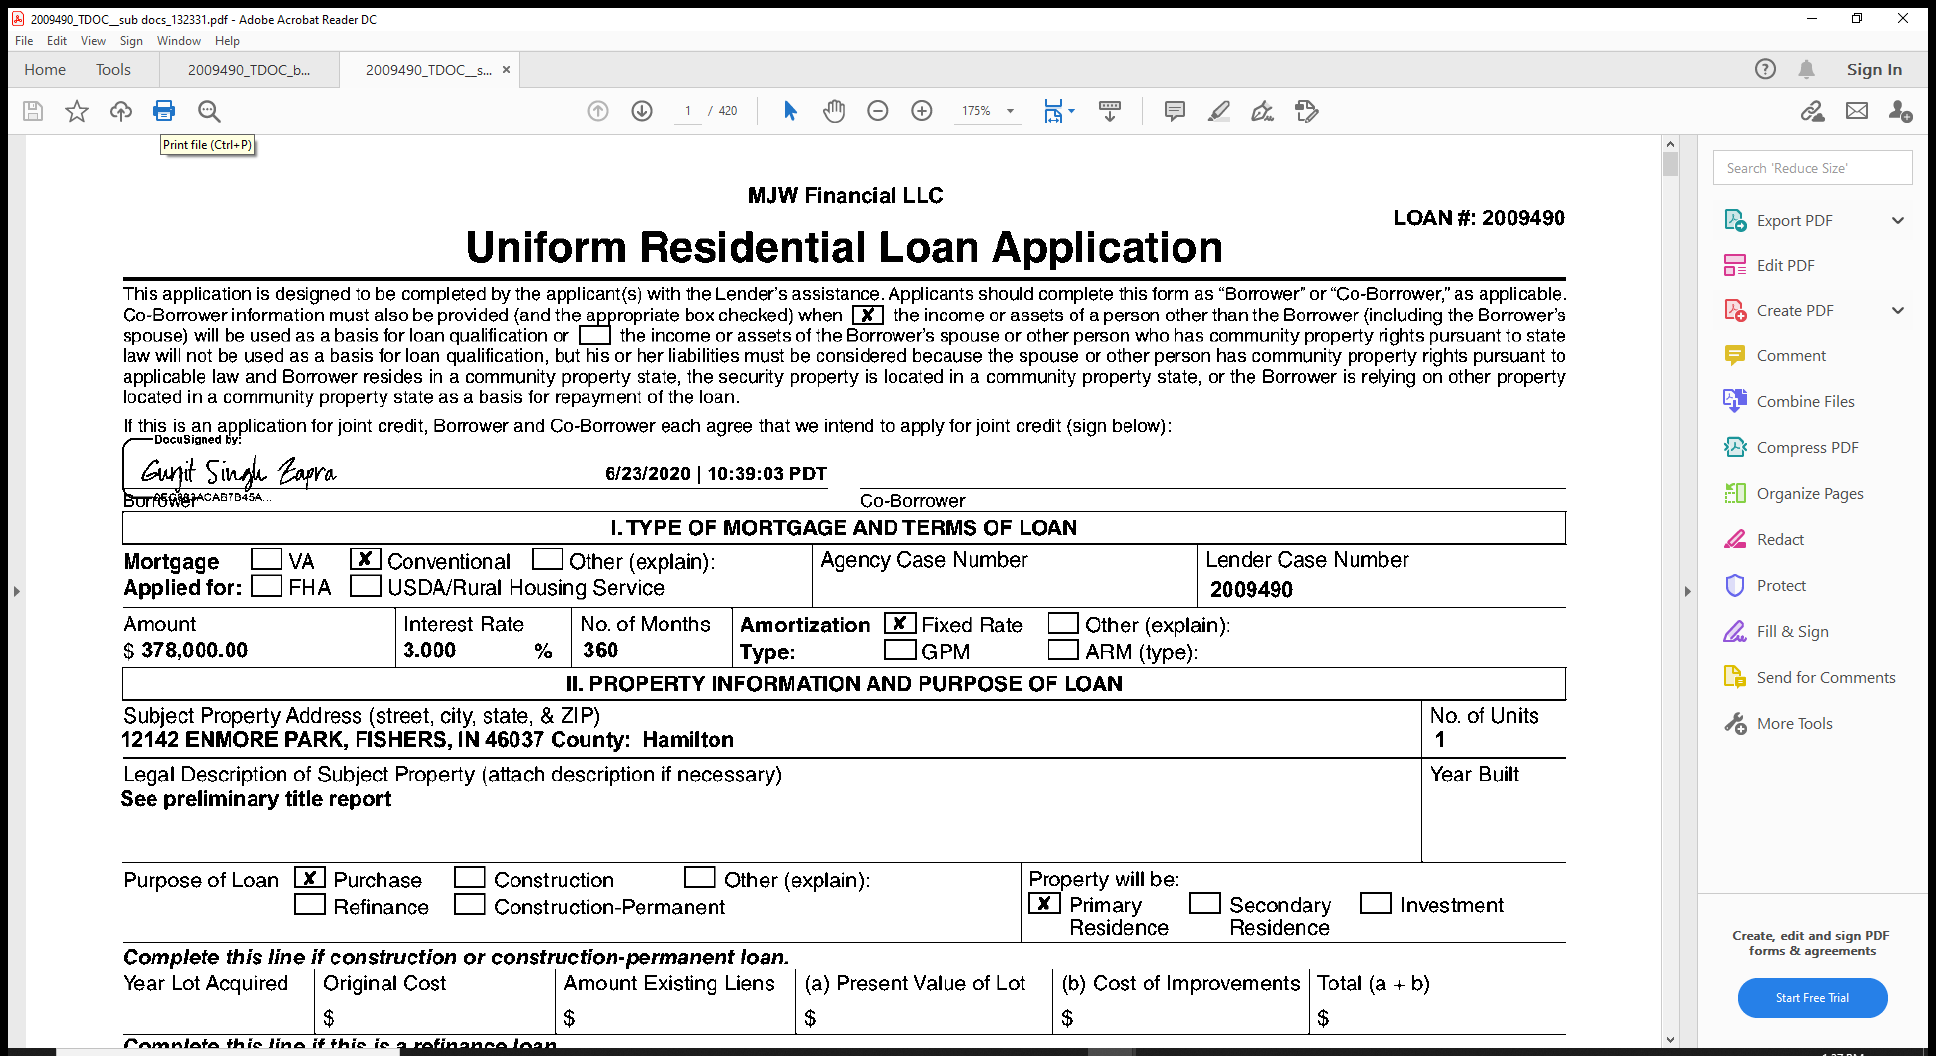 2009490_TDOC__sub docs_132331.pdf - Adobe Acrobat Reader DC
File Edit View Sign Window Help
Home Tools 2009490_TDOC_b... 2009490_TDOC__s... × Sign In
1 / 420 175%
Print file (Ctrl+P)
Search 'Reduce Size'
Export PDF
Edit PDF
Create PDF
Comment
Combine Files
Compress PDF
Organize Pages
Redact
Protect
Fill & Sign
Send for Comments
More Tools
Create, edit and sign PDF
forms & agreements
Start Free Trial
MJW Financial LLC
LOAN #: 2009490
Uniform Residential Loan Application
This application is designed to be completed by the applicant(s) with the Lender's assistance. Applicants should complete this form as “Borrower” or “Co-Borrower,” as applicable.
Co-Borrower information must also be provided (and the appropriate box checked) when ✘ the income or assets of a person other than the Borrower (including the Borrower's
spouse) will be used as a basis for loan qualification or the income or assets of the Borrower's spouse or other person who has community property rights pursuant to state
law will not be used as a basis for loan qualification, but his or her liabilities must be considered because the spouse or other person has community property rights pursuant to
applicable law and Borrower resides in a community property state, the security property is located in a community property state, or the Borrower is relying on other property
located in a community property state as a basis for repayment of the loan.
If this is an application for joint credit, Borrower and Co-Borrower each agree that we intend to apply for joint credit (sign below):
DocuSigned by:
Singh 6/23/2020 | 10:39:03 PDT
Borrower Co-Borrower
I. TYPE OF MORTGAGE AND TERMS OF LOAN
Mortgage VA ✘ Conventional Other (explain): Agency Case Number Lender Case Number
Applied for: FHA USDA/Rural Housing Service 2009490
Amount Interest Rate No. of Months Amortization ✘ Fixed Rate Other (explain):
$ 378,000.00 3.000 % 360 Type: GPM ARM (type):
II. PROPERTY INFORMATION AND PURPOSE OF LOAN
Subject Property Address (street, city, state, & ZIP) No. of Units
12142 ENMORE PARK, FISHERS, IN 46037 County: Hamilton 1
Legal Description of Subject Property (attach description if necessary) Year Built
See preliminary title report
Purpose of Loan ✘ Purchase Construction Other (explain): Property will be:
Refinance Construction-Permanent ✘ Primary Residence Secondary Residence Investment
Complete this line if construction or construction-permanent loan.
Year Lot Acquired Original Cost Amount Existing Liens (a) Present Value of Lot (b) Cost of Improvements Total (a + b)
$ $ $ $ $
Complete this line if this is a refinance loan